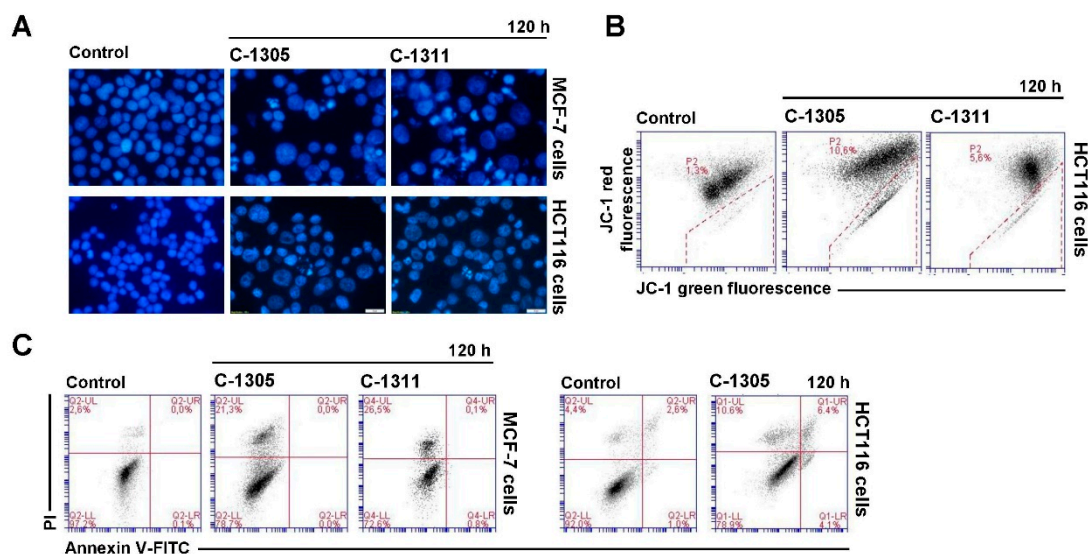 A
120 h
Control
C-1305
C-1311
MCF-7 cells
HCT116 cells
B
120 h
Control
C-1305
C-1311
JC-1 red
fluorescence
P2
1,3%
P2
10,6%
P2
5,6%
HCT116 cells
JC-1 green fluorescence
C
120 h
Control
C-1305
C-1311
Q2-UL
2,6%
Q2-UR
0,0%
Q2-LL
97,2%
Q2-LR
0,1%
Q2-UL
21,3%
Q2-UR
0,0%
Q2-LL
78,7%
Q2-LR
0,0%
Q4-UL
26,5%
Q4-UR
0,1%
Q4-LL
72,6%
Q4-LR
0,8%
MCF-7 cells
Control
C-1305
120 h
Q2-UL
4,4%
Q2-UR
2,6%
Q2-LL
92,0%
Q2-LR
1,0%
Q1-UL
10.6%
Q1-UR
6.4%
Q1-LL
78,9%
Q1-LR
4.1%
HCT116 cells
PI
Annexin V-FITC